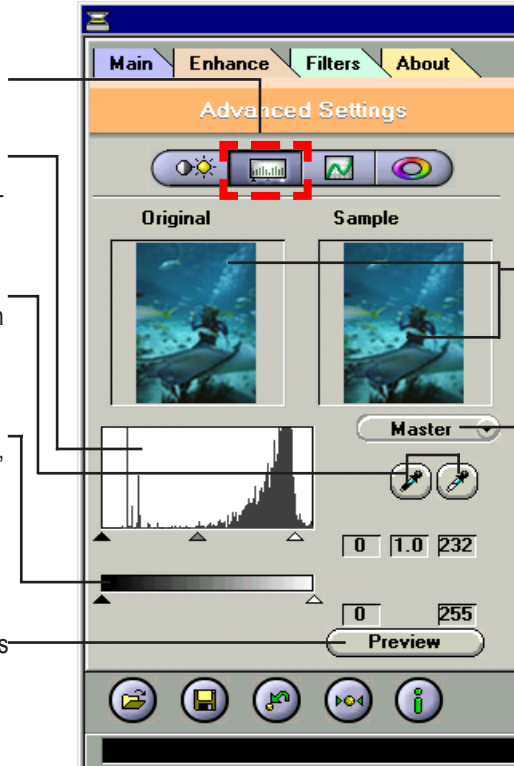 Main Enhance Filters About
Advanced Settings
Original Sample
Master
0 1.0 232
0 255
Preview